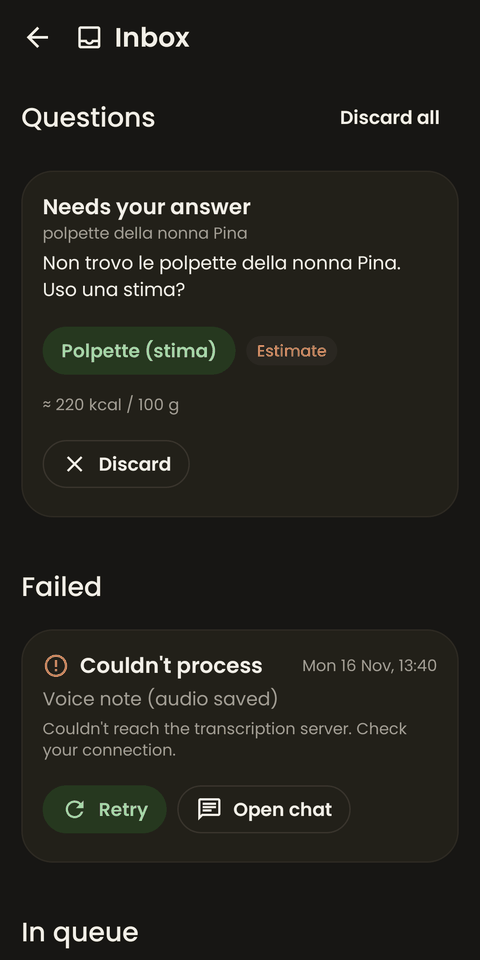 Inbox
Questions
Discard all
Needs your answer
polpette della nonna Pina
Non trovo le polpette della nonna Pina.
Uso una stima?
Polpette (stima)
Estimate
≈ 220 kcal / 100 g
Discard
Failed
Couldn't process
Mon 16 Nov, 13:40
Voice note (audio saved)
Couldn't reach the transcription server. Check
your connection.
Retry
Open chat
In queue